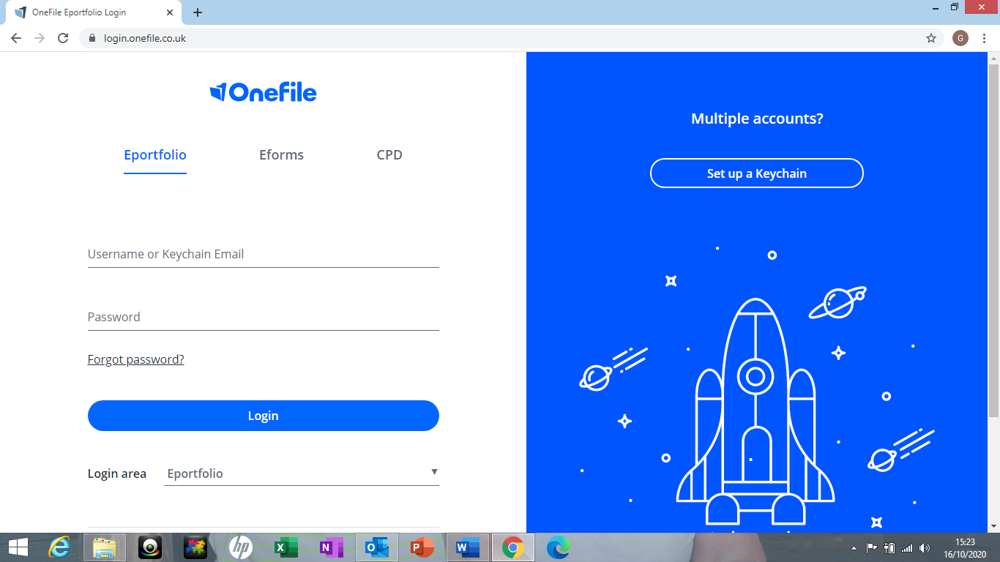 OneFile Eportfolio Login
login.onefile.co.uk
G
OneFile
Eportfolio Eforms CPD
Username or Keychain Email
Password
Forgot password?
Login
Login area Eportfolio
Multiple accounts?
Set up a Keychain
15:23
16/10/2020